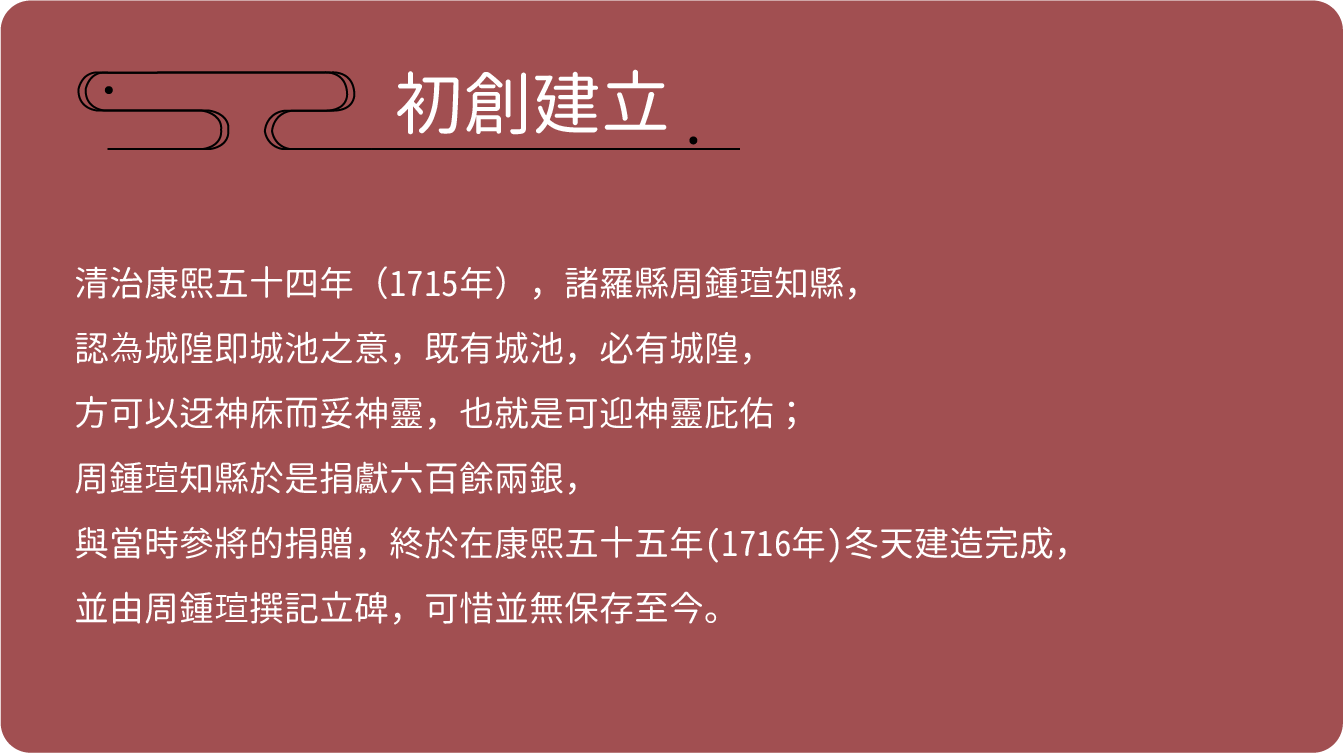 初創建立
清治康熙五十四年（1715年），諸羅縣周鍾瑄知縣，
認為城隍即城池之意，既有城池，必有城隍，
方可以迓神庥而妥神靈，也就是可迎神靈庇佑；
周鍾瑄知縣於是捐獻六百餘兩銀，
與當時參將的捐贈，終於在康熙五十五年(1716年)冬天建造完成，
並由周鍾瑄撰記立碑，可惜並無保存至今。